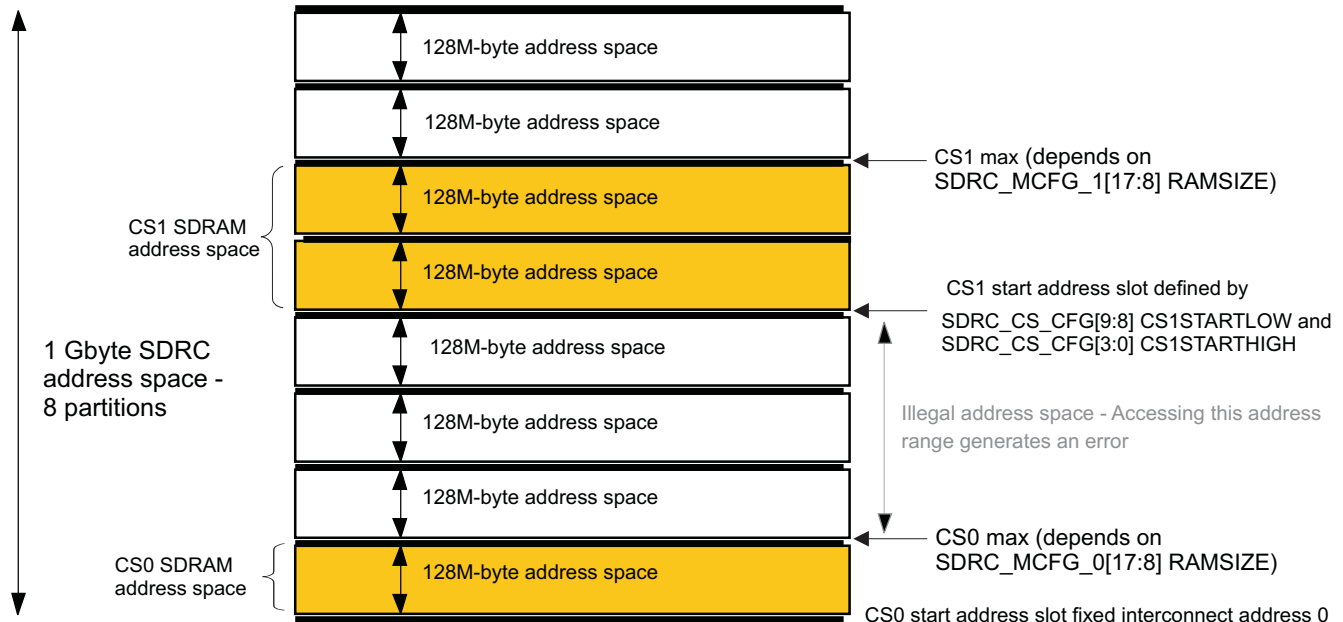 128M-byte address space
128M-byte address space
CS1 max (depends on
SDRC_MCFG_1[17:8] RAMSIZE)
128M-byte address space
CS1 SDRAM
address space
128M-byte address space
CS1 start address slot defined by
SDRC_CS_CFG[9:8] CS1STARTLOW and
SDRC_CS_CFG[3:0] CS1STARTHIGH
128M-byte address space
1 Gbyte SDRC
address space -
8 partitions
Illegal address space - Accessing this address
range generates an error
128M-byte address space
128M-byte address space
CS0 max (depends on
SDRC_MCFG_0[17:8] RAMSIZE)
CS0 SDRAM
address space
128M-byte address space
CS0 start address slot fixed interconnect address 0